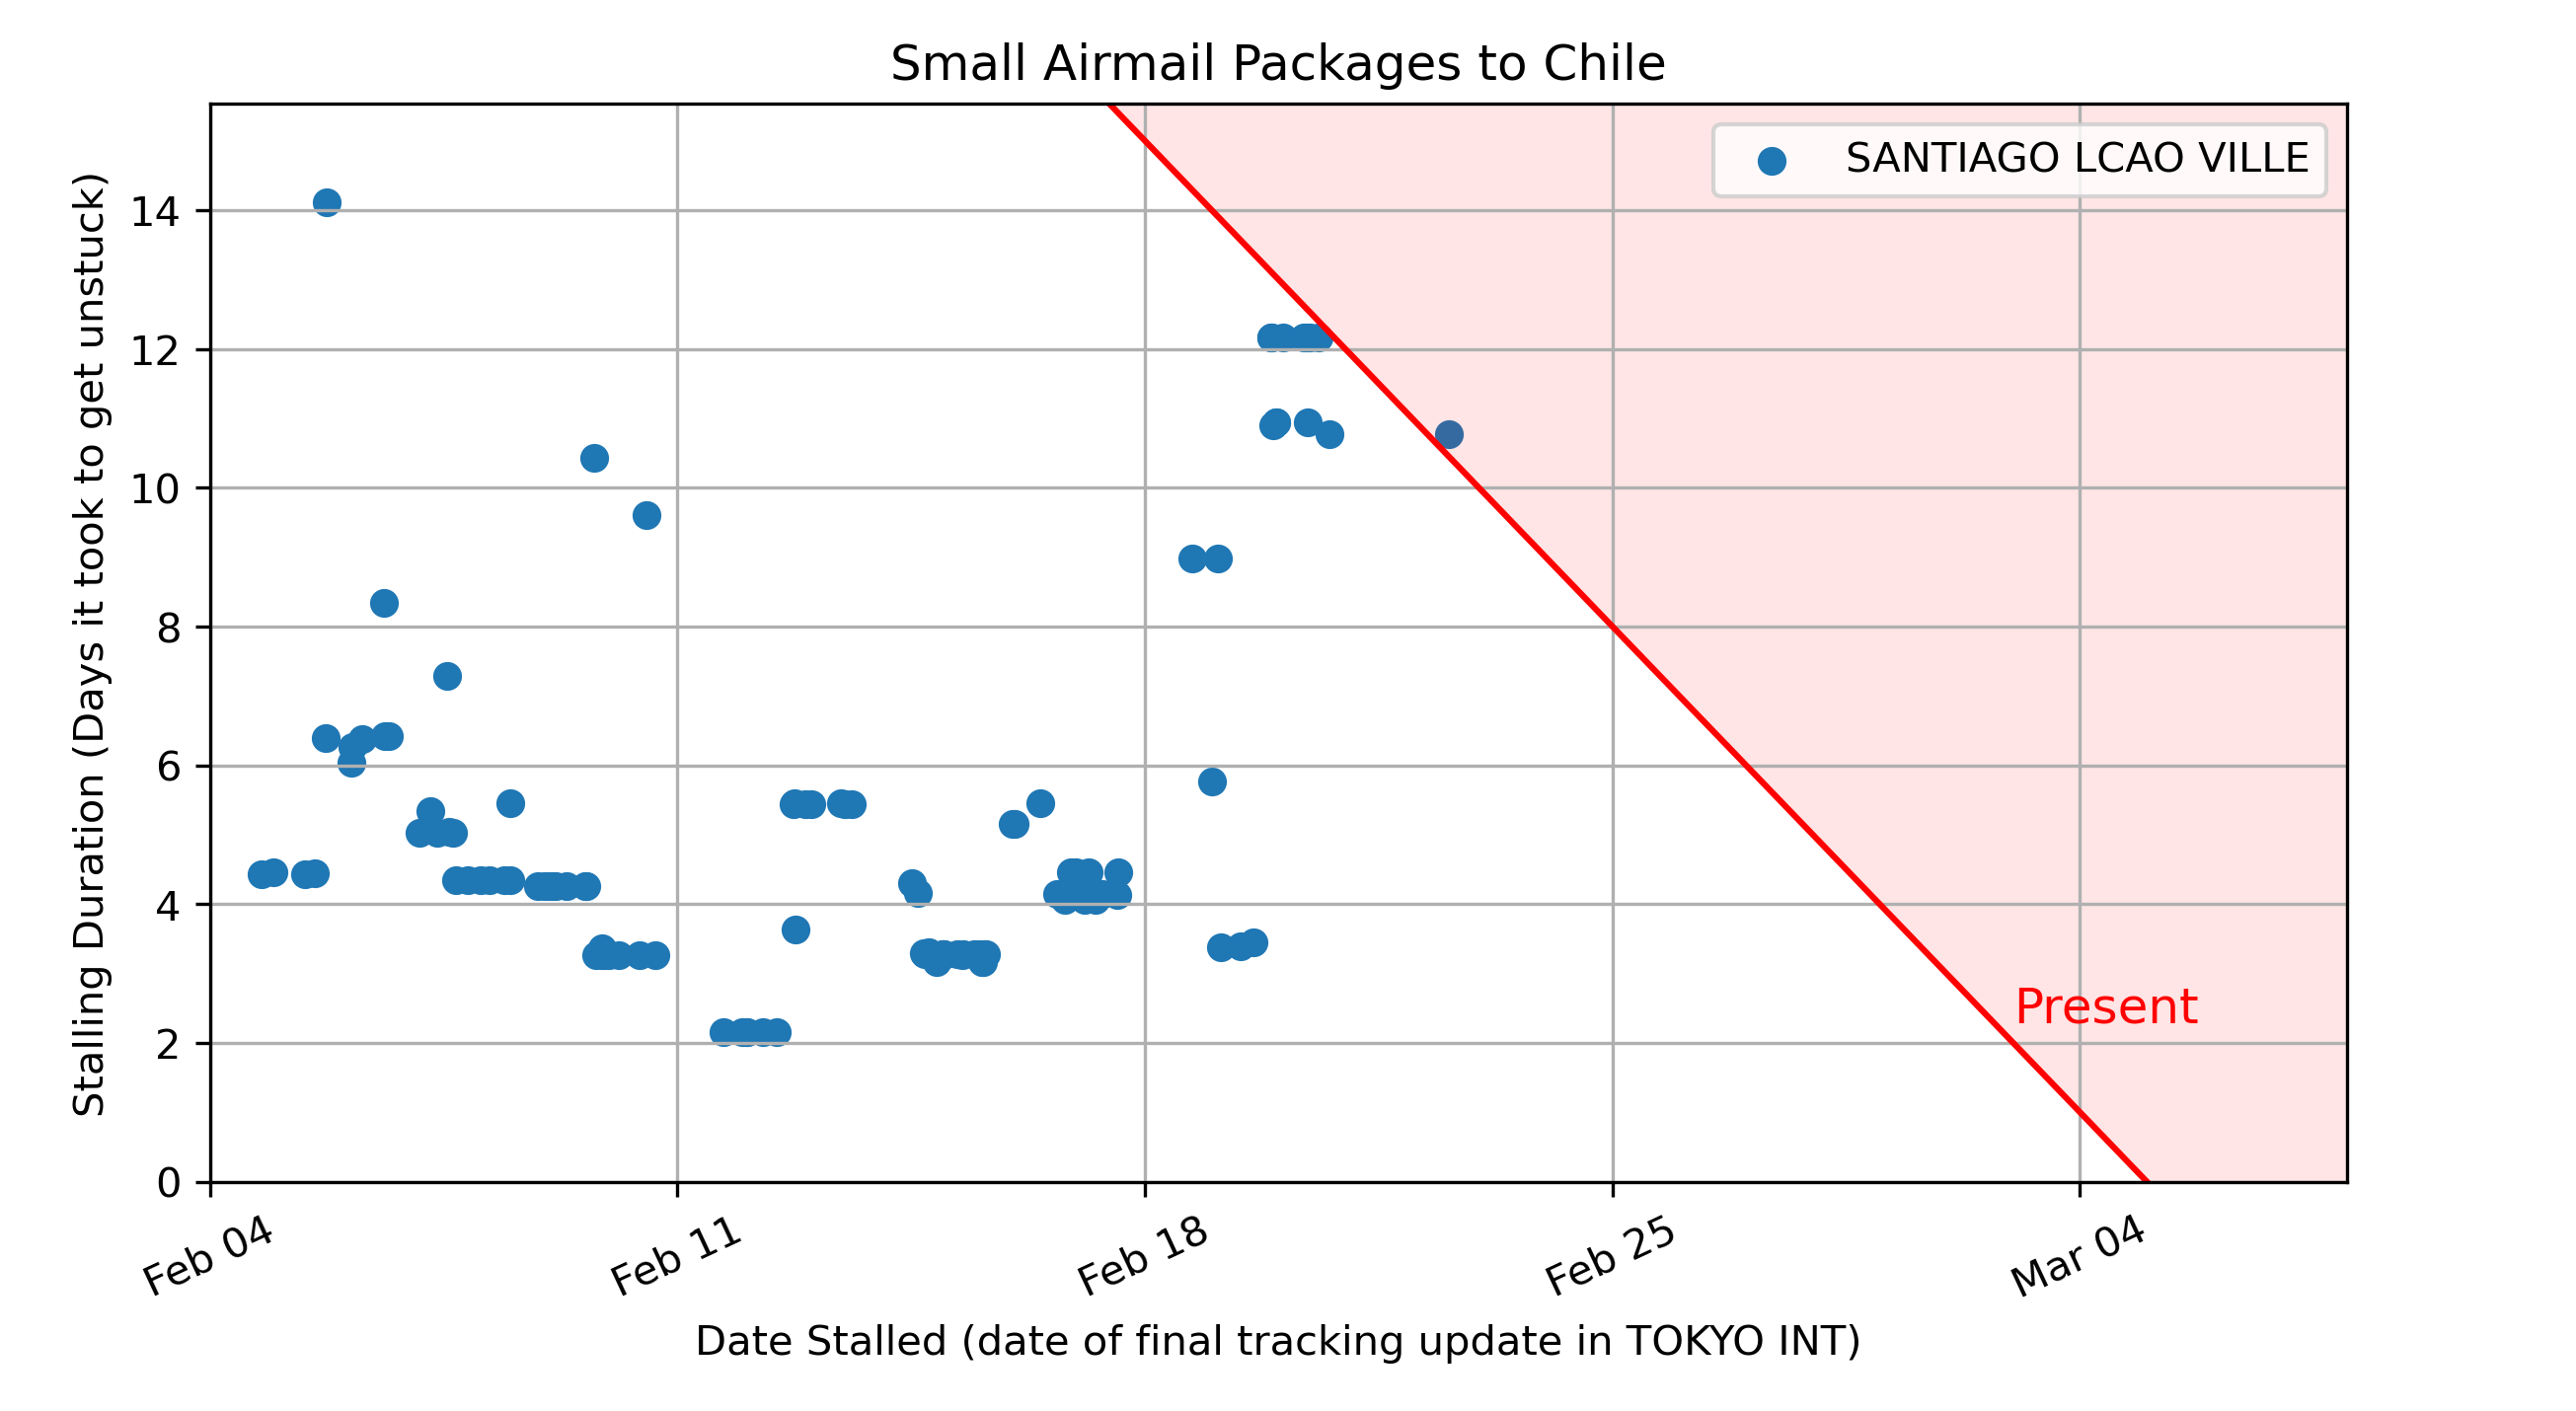 Small Airmail Packages to Chile
SANTIAGO LCAO VILLE
Stalling Duration (Days it took to get unstuck)
14
12
10
8
6
4
2
0
Present
Feb 04
Feb 11
Feb 18
Feb 25
Mar 04
Date Stalled (date of final tracking update in TOKYO INT)